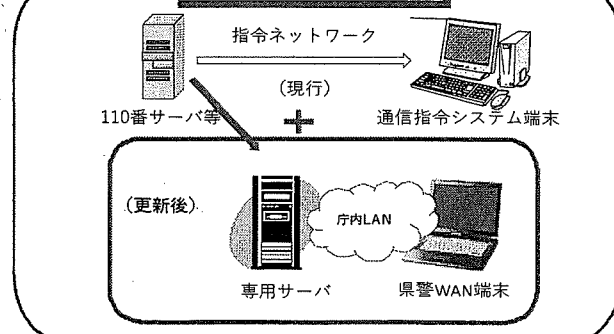 指令ネットワーク
(現行)
110番サーバ等
通信指令システム端末
(更新後)
庁内LAN
専用サーバ
県警WAN端末